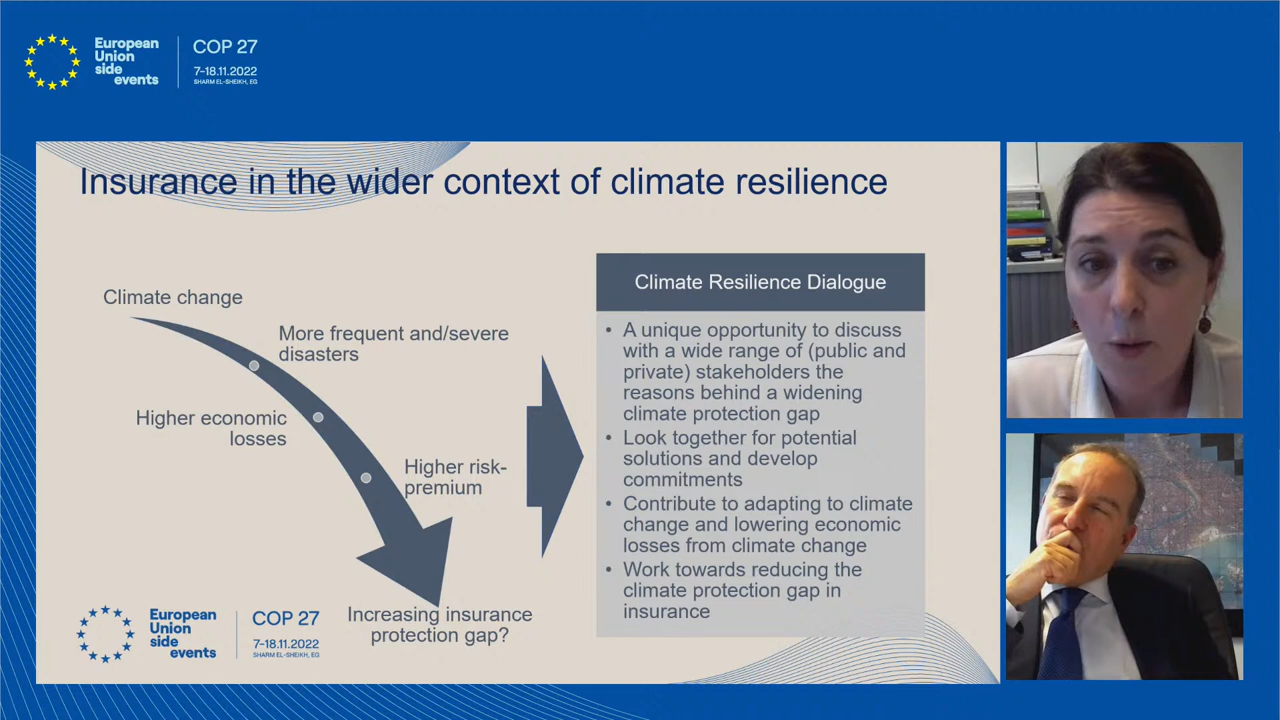 European
Union
side
events
COP 27
7-18.11.2022
SHARM EL-SHEIKH, EG
Insurance in the wider context of climate resilience
Climate change
More frequent and/severe
disasters
Higher economic
losses
Higher risk-
premium
Increasing insurance
protection gap?
Climate Resilience Dialogue
• A unique opportunity to discuss
with a wide range of (public and
private) stakeholders the
reasons behind a widening
climate protection gap
• Look together for potential
solutions and develop
commitments
• Contribute to adapting to climate
change and lowering economic
losses from climate change
• Work towards reducing the
climate protection gap in
insurance
European
Union
side
events
COP 27
7-18.11.2022
SHARM EL-SHEIKH, EG